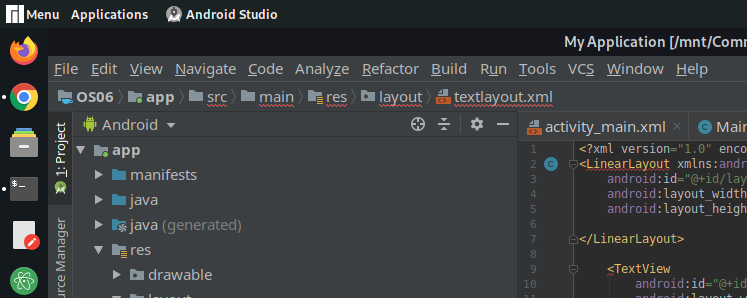 Menu Applications Android Studio
My Application [/mnt/Comm
File Edit View Navigate Code Analyze Refactor Build Run Tools VCS Window Help
OS06 app src main res layout textlayout.xml
Android
activity_main.xml
Main
1: Project
app
manifests
java
java (generated)
res
drawable
layout
1 <?xml version="1.0" enco
2 <LinearLayout xmlns:andr
3 android:id="@+id/lay
4 android:layout_width
5 android:layout_heigh
6
7 </LinearLayout>
8
9 <TextView
10 android:id="@+id
11